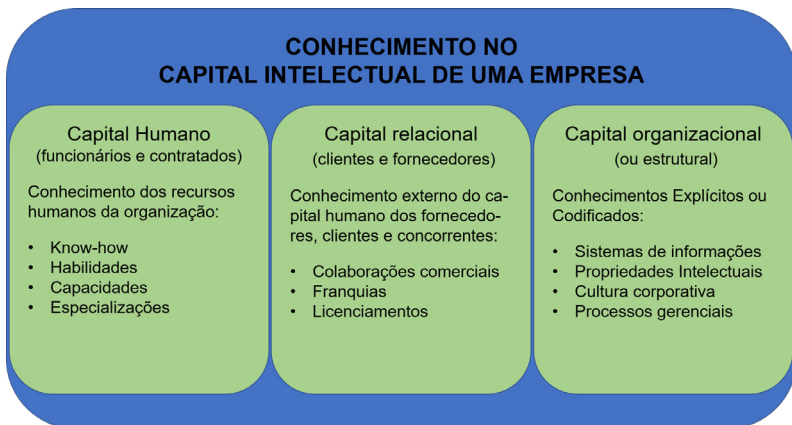 CONHECIMENTO NO
CAPITAL INTELECTUAL DE UMA EMPRESA
Capital Humano
(funcionários e contratados)
Conhecimento dos recursos
humanos da organização:
• Know-how
• Habilidades
• Capacidades
• Especializações
Capital relacional
(clientes e fornecedores)
Conhecimento externo do ca-
pital humano dos fornecedo-
res, clientes e concorrentes:
• Colaborações comerciais
• Franquias
• Licenciamentos
Capital organizacional
(ou estrutural)
Conhecimentos Explícitos ou
Codificados:
• Sistemas de informações
• Propriedades Intelectuais
• Cultura corporativa
• Processos gerenciais